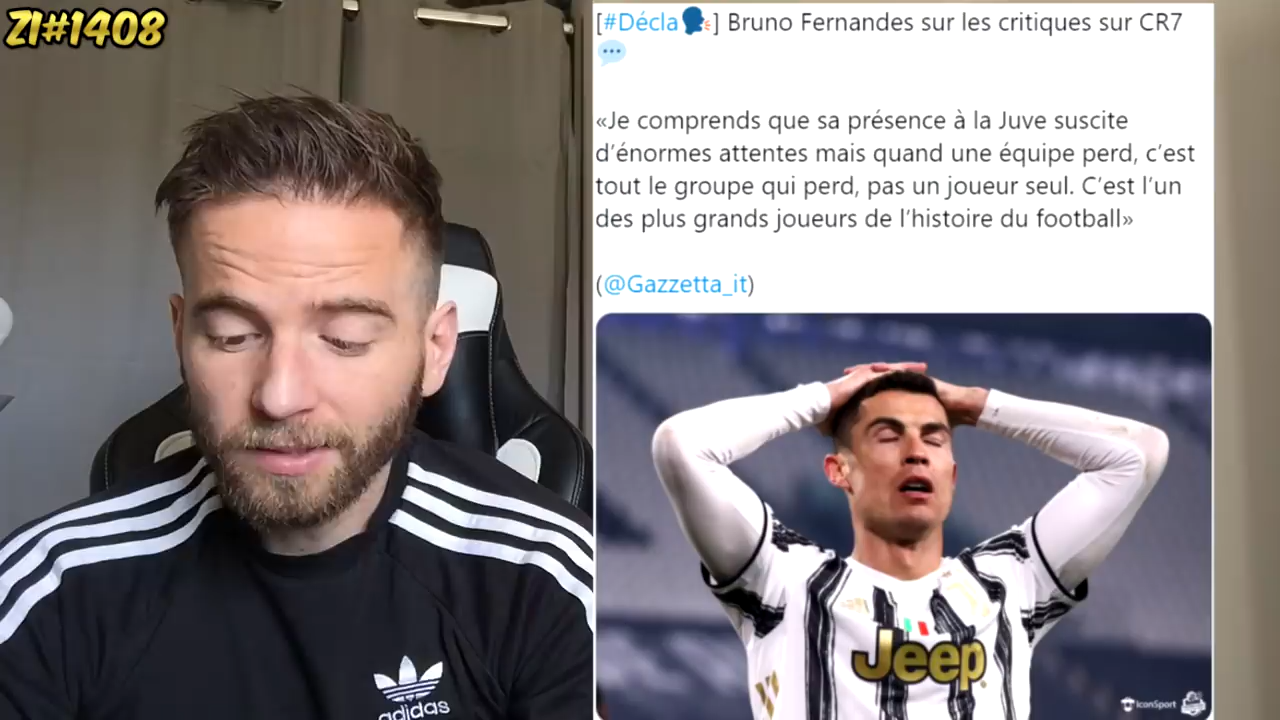 ZI#1408
[#Décla🗣️] Bruno Fernandes sur les critiques sur CR7
💬
«Je comprends que sa présence à la Juve suscite
d’énormes attentes mais quand une équipe perd, c’est
tout le groupe qui perd, pas un joueur seul. C’est l’un
des plus grands joueurs de l’histoire du football»
(@Gazzetta_it)
Jeep
IconSport
adidas